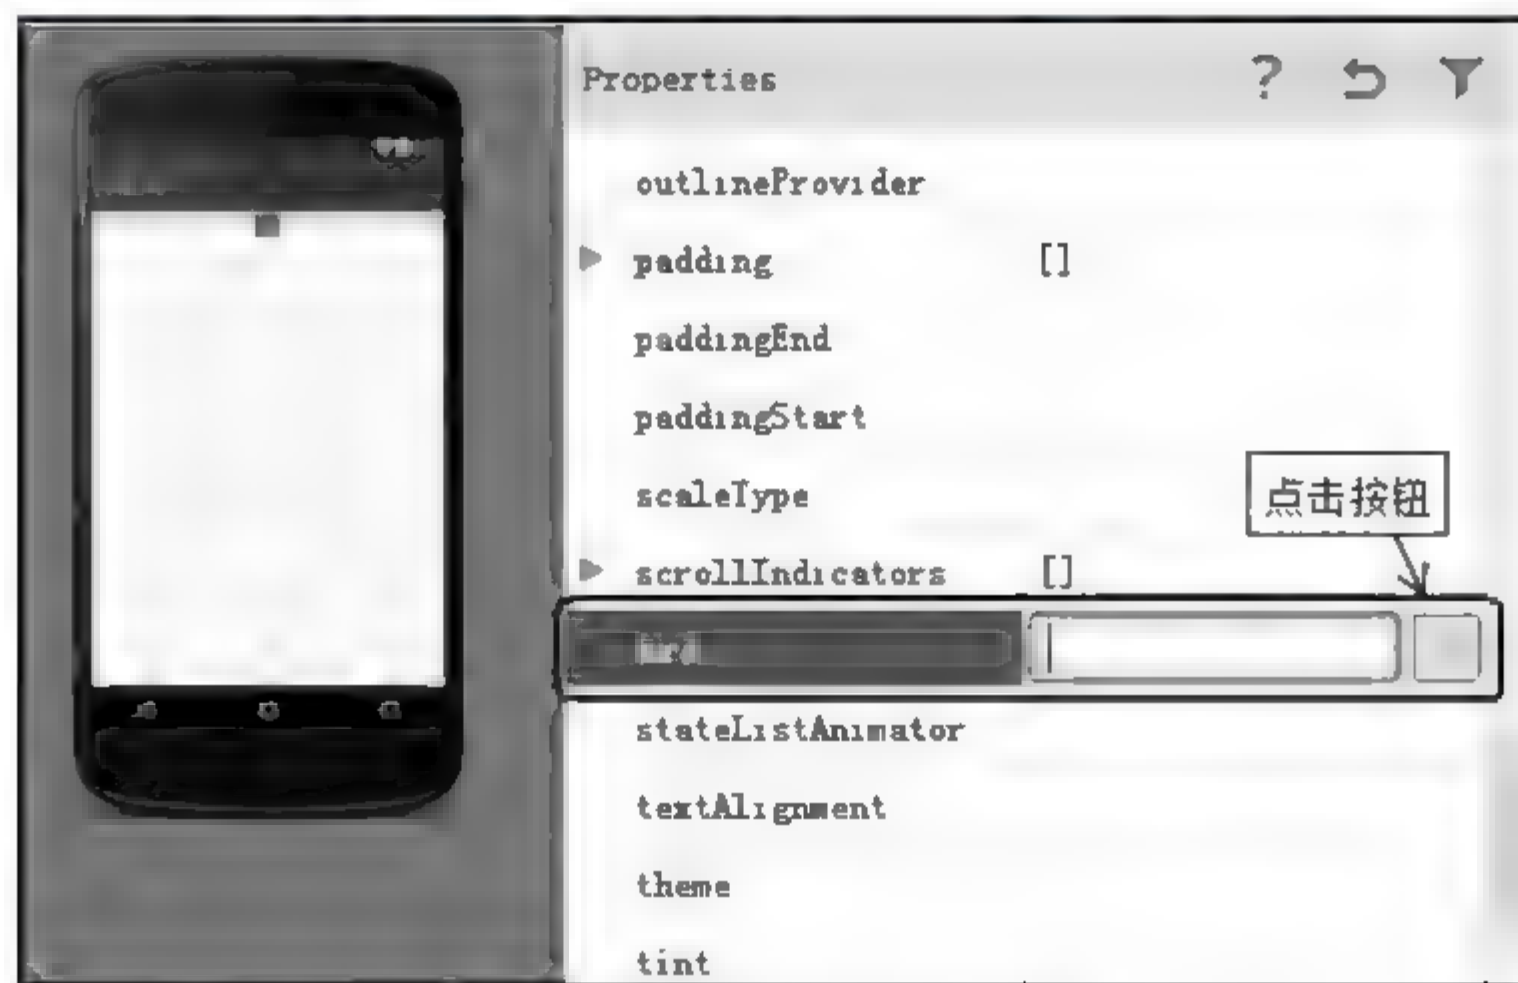 Properties
outlineProvider
padding []
paddingEnd
paddingStart
scaleType
点击按钮
scrollIndicators []
stateListAnimator
textAlignment
theme
tint